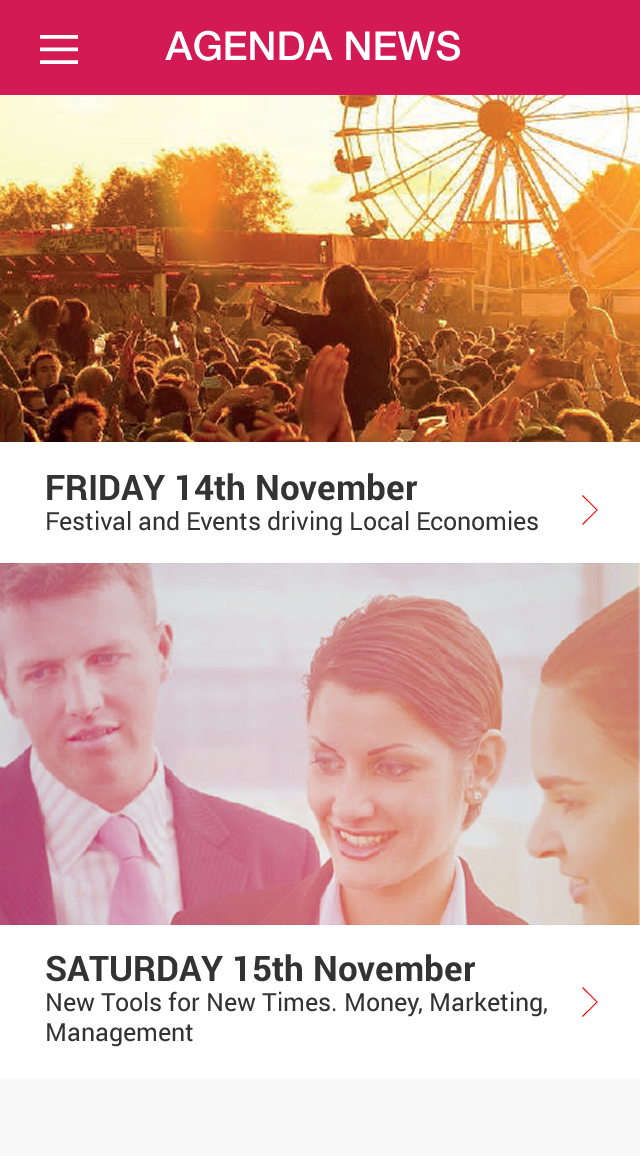 AGENDA NEWS
FRIDAY 14th November
Festival and Events driving Local Economies
SATURDAY 15th November
New Tools for New Times. Money, Marketing,
Management